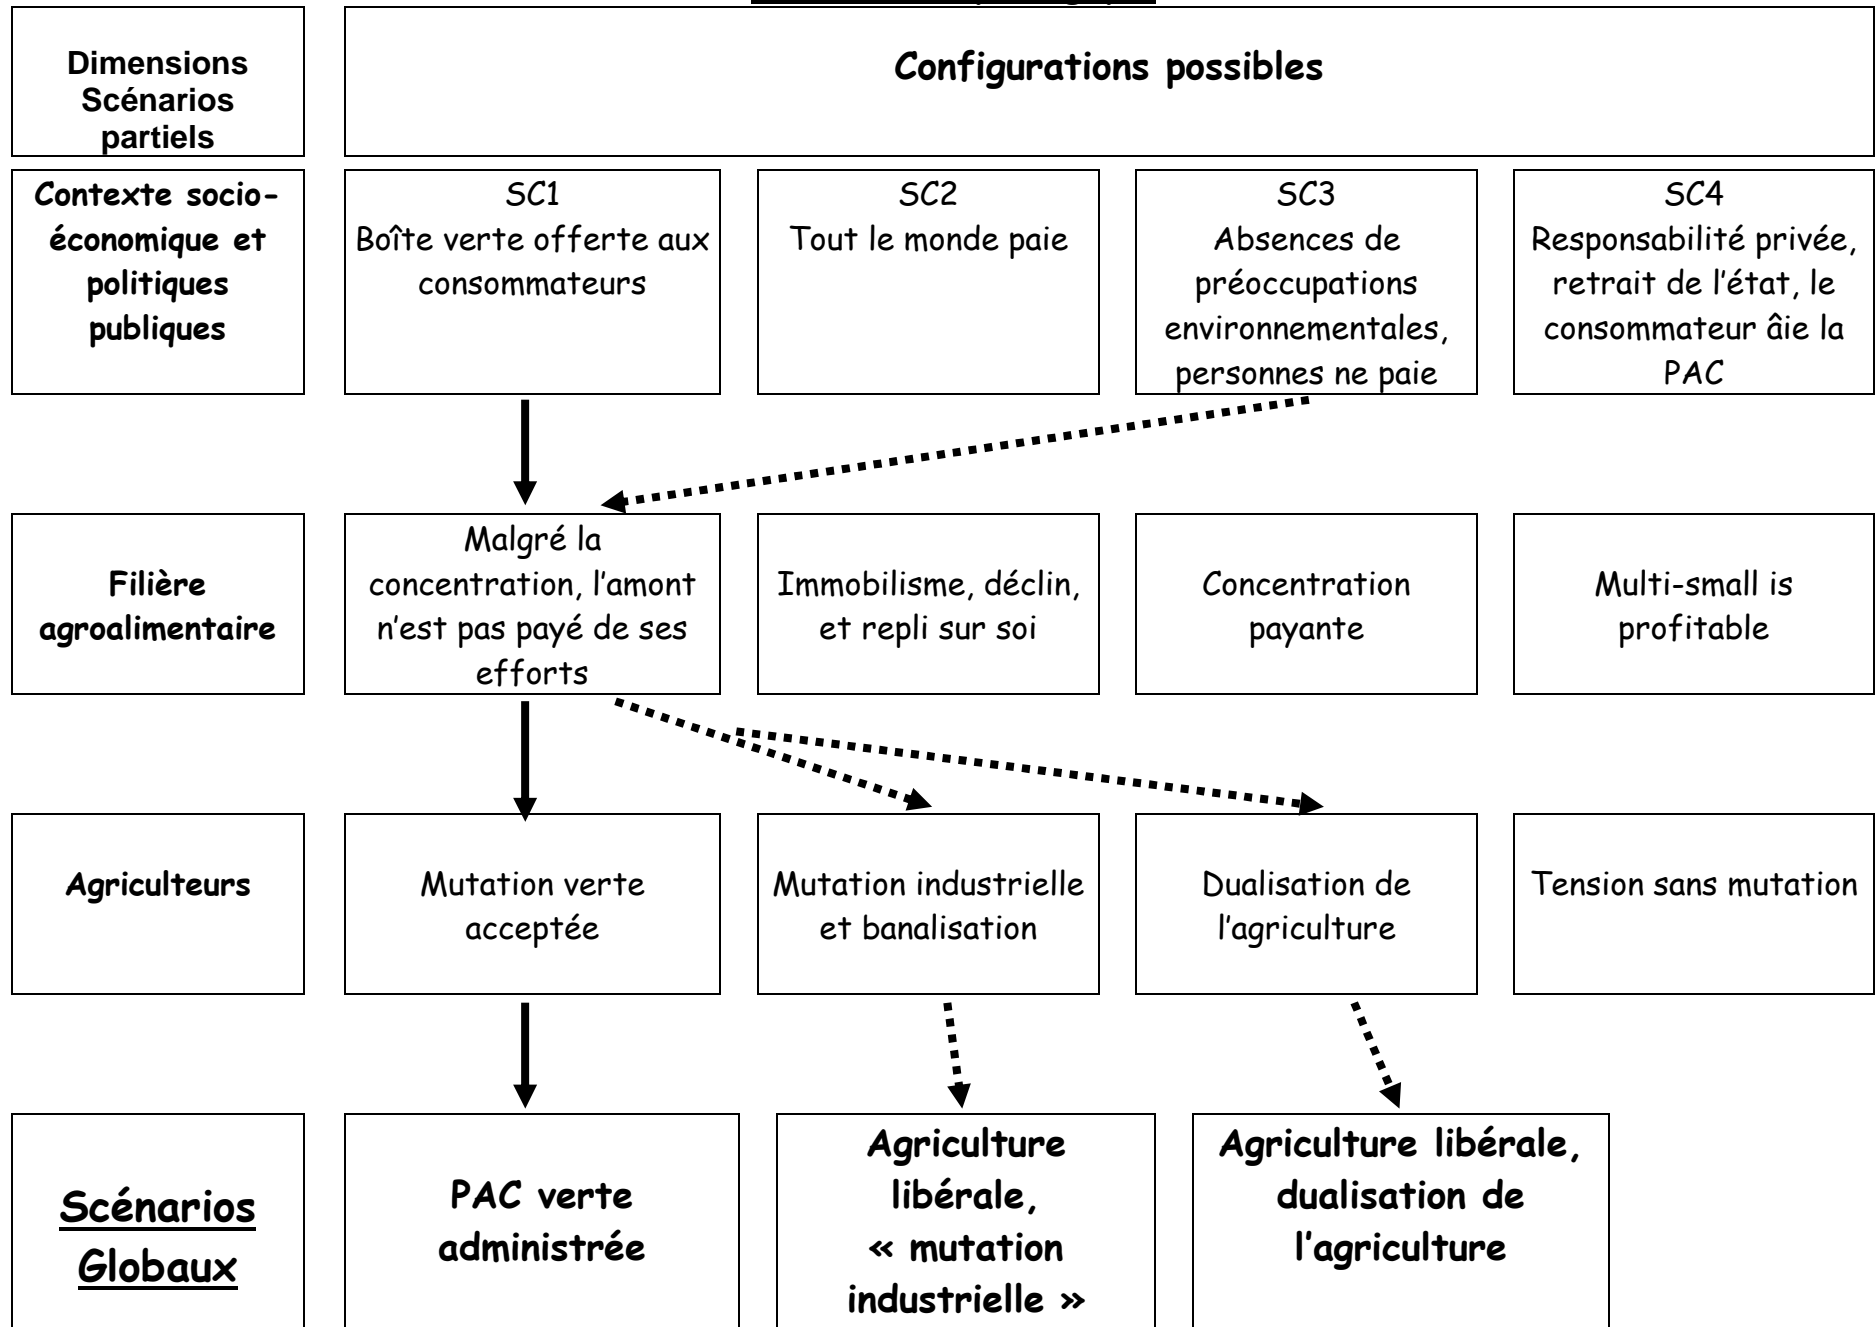 Dimensions
Scénarios
partiels
Configurations possibles
Contexte socio-
économique et
politiques
publiques
SC1
Boîte verte offerte aux
consommateurs
SC2
Tout le monde paie
SC3
Absences de
préoccupations
environnementales,
personnes ne paie
SC4
Responsabilité privée,
retrait de l'état, le
consommateur âie la
PAC
Filière
agroalimentaire
Malgré la
concentration, l'amont
n'est pas payé de ses
efforts
Immobilisme, déclin,
et repli sur soi
Concentration
payante
Multi-small is
profitable
Agriculteurs
Mutation verte
acceptée
Mutation industrielle
et banalisation
Dualisation de
l'agriculture
Tension sans mutation
Scénarios
Globaux
PAC verte
administrée
Agriculture
libérale,
« mutation
industrielle »
Agriculture libérale,
dualisation de
l'agriculture